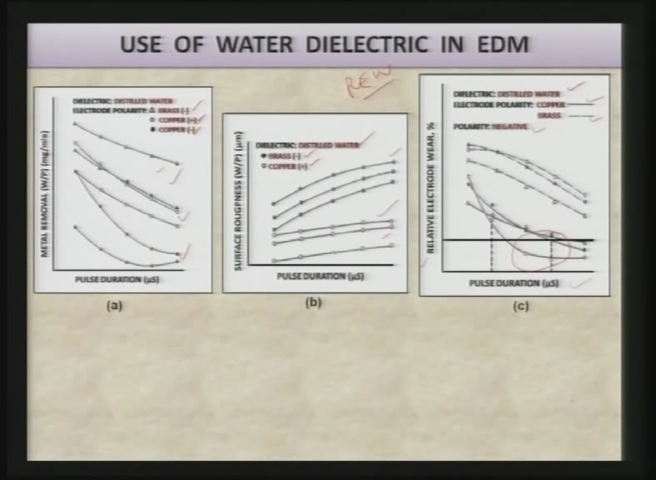 USE OF WATER DIELECTRIC IN EDM
REW
DIELECTRIC: DISTILLED WATER
ELECTRODE POLARITY: BRASS (-)
COPPER (+)
COPPER (-)
METAL REMOVAL (W/P) (mg/min)
PULSE DURATION (µS)
(a)
DIELECTRIC: DISTILLED WATER
BRASS (-)
COPPER (+)
SURFACE ROUGPNESS (W/P) (µm)
PULSE DURATION (µS)
(b)
DIELECTRIC: DISTILLED WATER
ELECTRODE POLARITY: COPPER
BRASS
POLARITY: NEGATIVE
RELATIVE ELECTRODE WEAR, %
PULSE DURATION (µS)
(c)